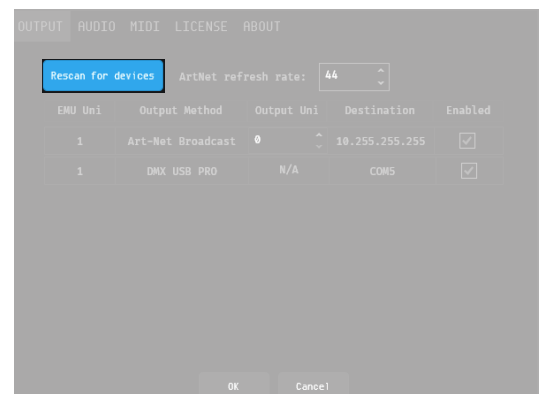 OUTPUT AUDIO MIDI LICENSE ABOUT
Rescan for devices ArtNet refresh rate: 44
EMU Uni Output Method Output Uni Destination Enabled
1 Art-Net Broadcast 0 10.255.255.255
1 DMX USB PRO N/A COM5
OK Cancel